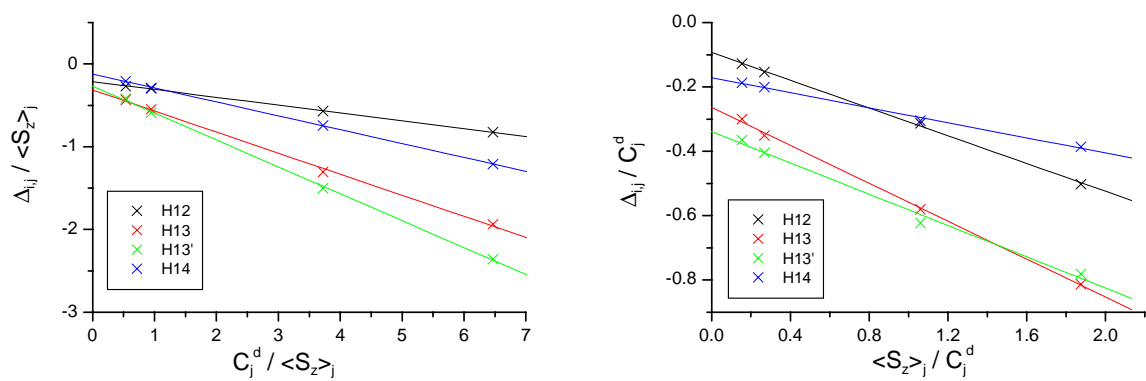 0
-1
-2
-3
Δi,j / <Sz>j
H12
H13
H13'
H14
0 1 2 3 4 5 6 7
Cjd / <Sz>j
0.0
-0.2
-0.4
-0.6
-0.8
Δi,j / Cjd
H12
H13
H13'
H14
0.0 0.4 0.8 1.2 1.6 2.0
<Sz>j / Cjd